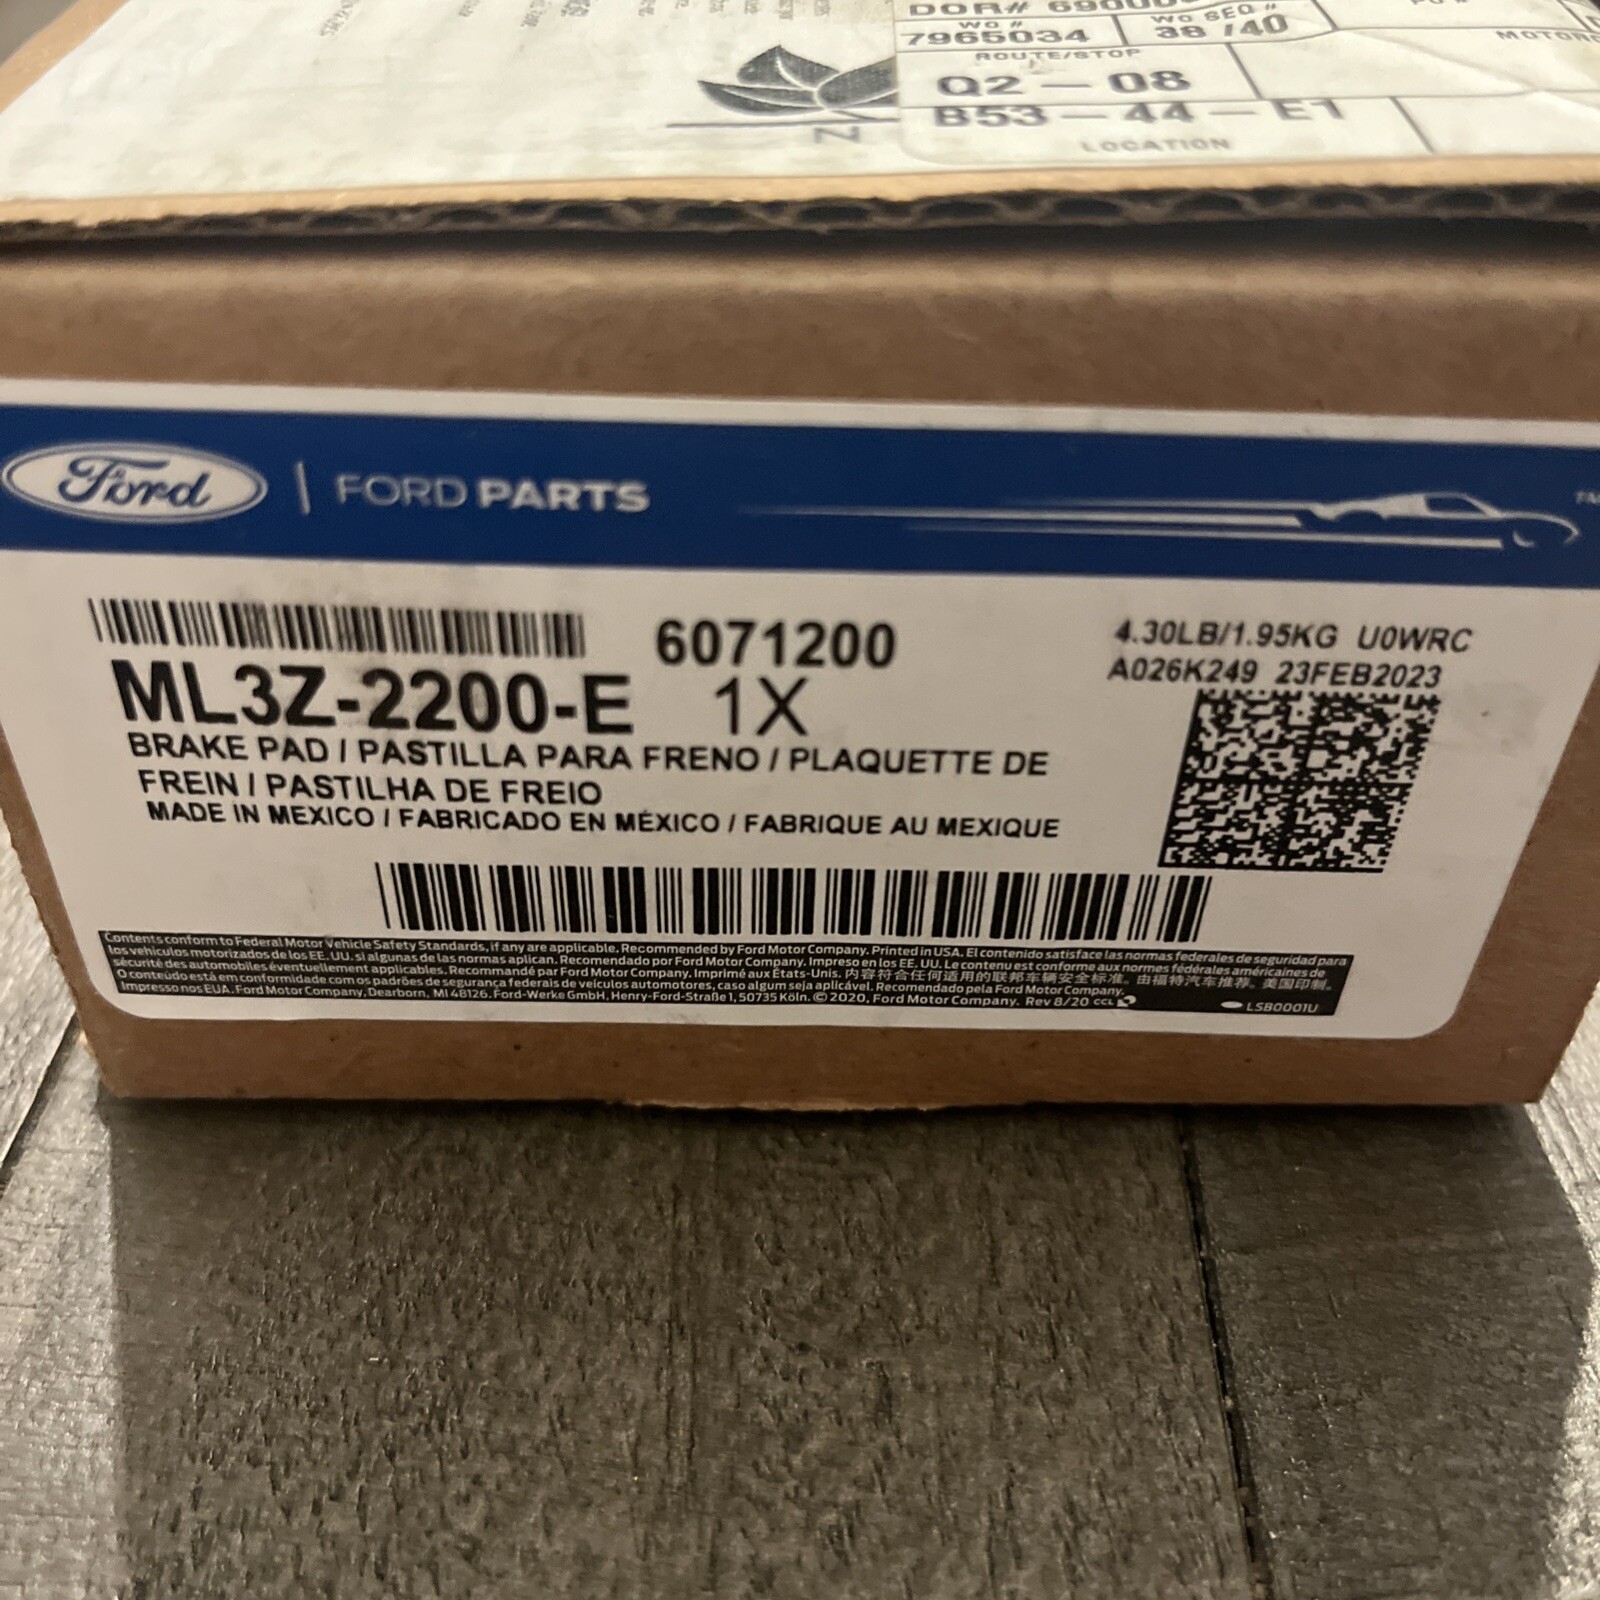 WO #
WO SEQ #
7965034
38 /40
ROUTE/STOP
Q2 - 08
B53 - 44 - E1
LOCATION
Ford | FORD PARTS
6071200
4.30LB/1.95KG U0WRC
A026K249 23FEB2023
ML3Z-2200-E 1X
BRAKE PAD / PASTILLA PARA FRENO / PLAQUETTE DE
FREIN / PASTILHA DE FREIO
MADE IN MEXICO / FABRICADO EN MÉXICO / FABRIQUE AU MEXIQUE
Contents conform to Federal Motor Vehicle Safety Standards, if any are applicable. Recommended by Ford Motor Company. Printed in USA. El contenido satisface las normas federales de seguridad para
los vehículos motorizados de los EE. UU. si algunas de las normas aplican. Recomendado por Ford Motor Company. Impreso en los EE. UU. Le contenu est conforme aux normes fédérales américaines de
sécurité des automobiles éventuellement applicables. Recommandé par Ford Motor Company. Imprimé aux États-Unis. 内容符合任何适用的联邦车辆安全标准。由福特汽车推荐。美国印制。
O conteúdo está em conformidade com os padrões de segurança federais de veículos automotores, caso algum seja aplicável. Recomendado pela Ford Motor Company.
Impresso nos EUA. Ford Motor Company, Dearborn, MI 48126. Ford-Werke GmbH, Henry-Ford-Straße 1, 50735 Köln. © 2020, Ford Motor Company. Rev 8/20 CCL
LSB0001U